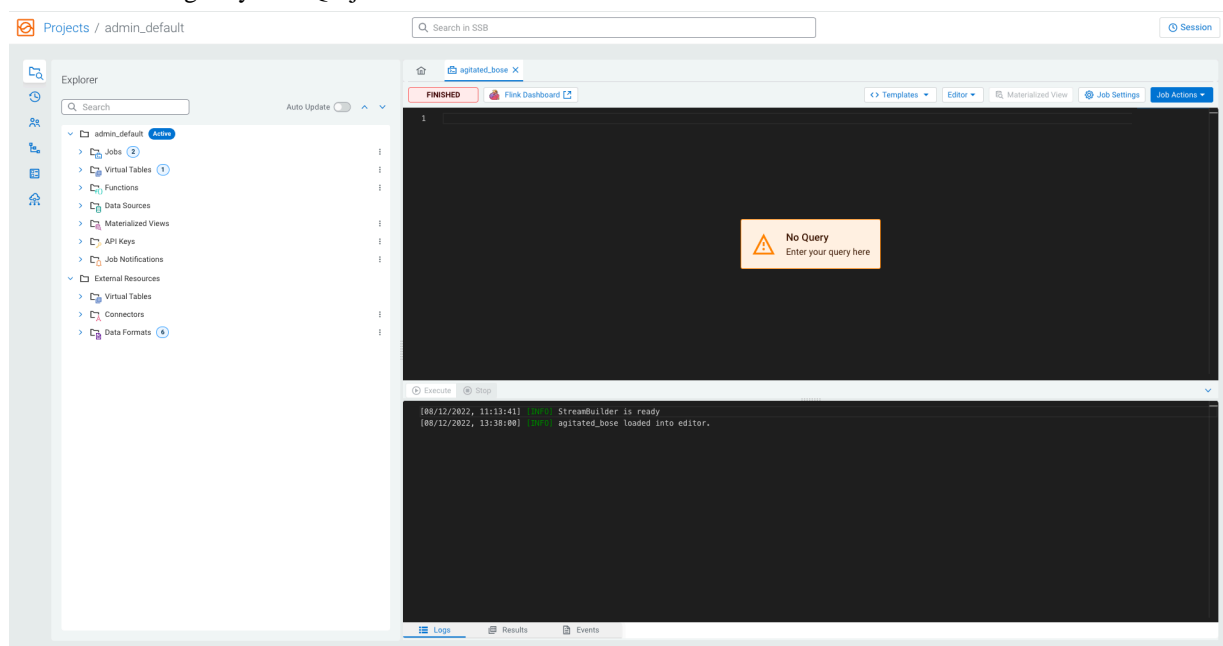 Projects / admin_default
Search in SSB
Session
Explorer
Search
Auto Update
admin_default Active
Jobs 2
Virtual Tables 1
Functions
Data Sources
Materialized Views
API Keys
Job Notifications
External Resources
Virtual Tables
Connectors
Data Formats 6
agitated_bose
FINISHED
Flink Dashboard
<> Templates
Editor
Materialized View
Job Settings
Job Actions
1
No Query
Enter your query here
Execute
Stop
[08/12/2022, 11:13:41] [INFO] StreamBuilder is ready
[08/12/2022, 13:38:00] [INFO] agitated_bose loaded into editor.
Logs
Results
Events